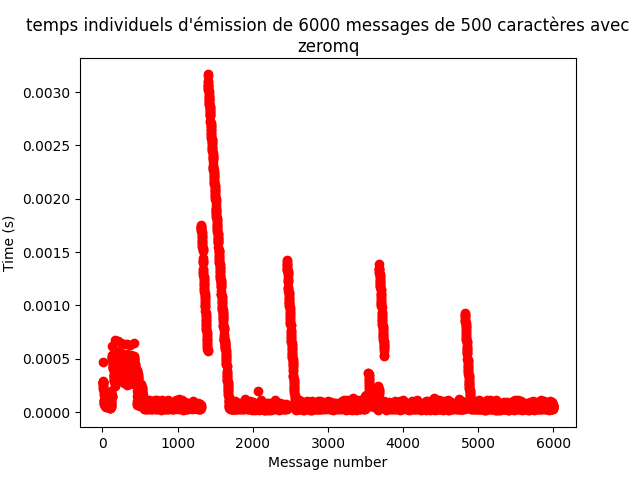 temps individuels d'émission de 6000 messages de 500 caractères avec
zeromq
0.0030
0.0025
0.0020
0.0015
0.0010
0.0005
0.0000
Time (s)
0 1000 2000 3000 4000 5000 6000
Message number